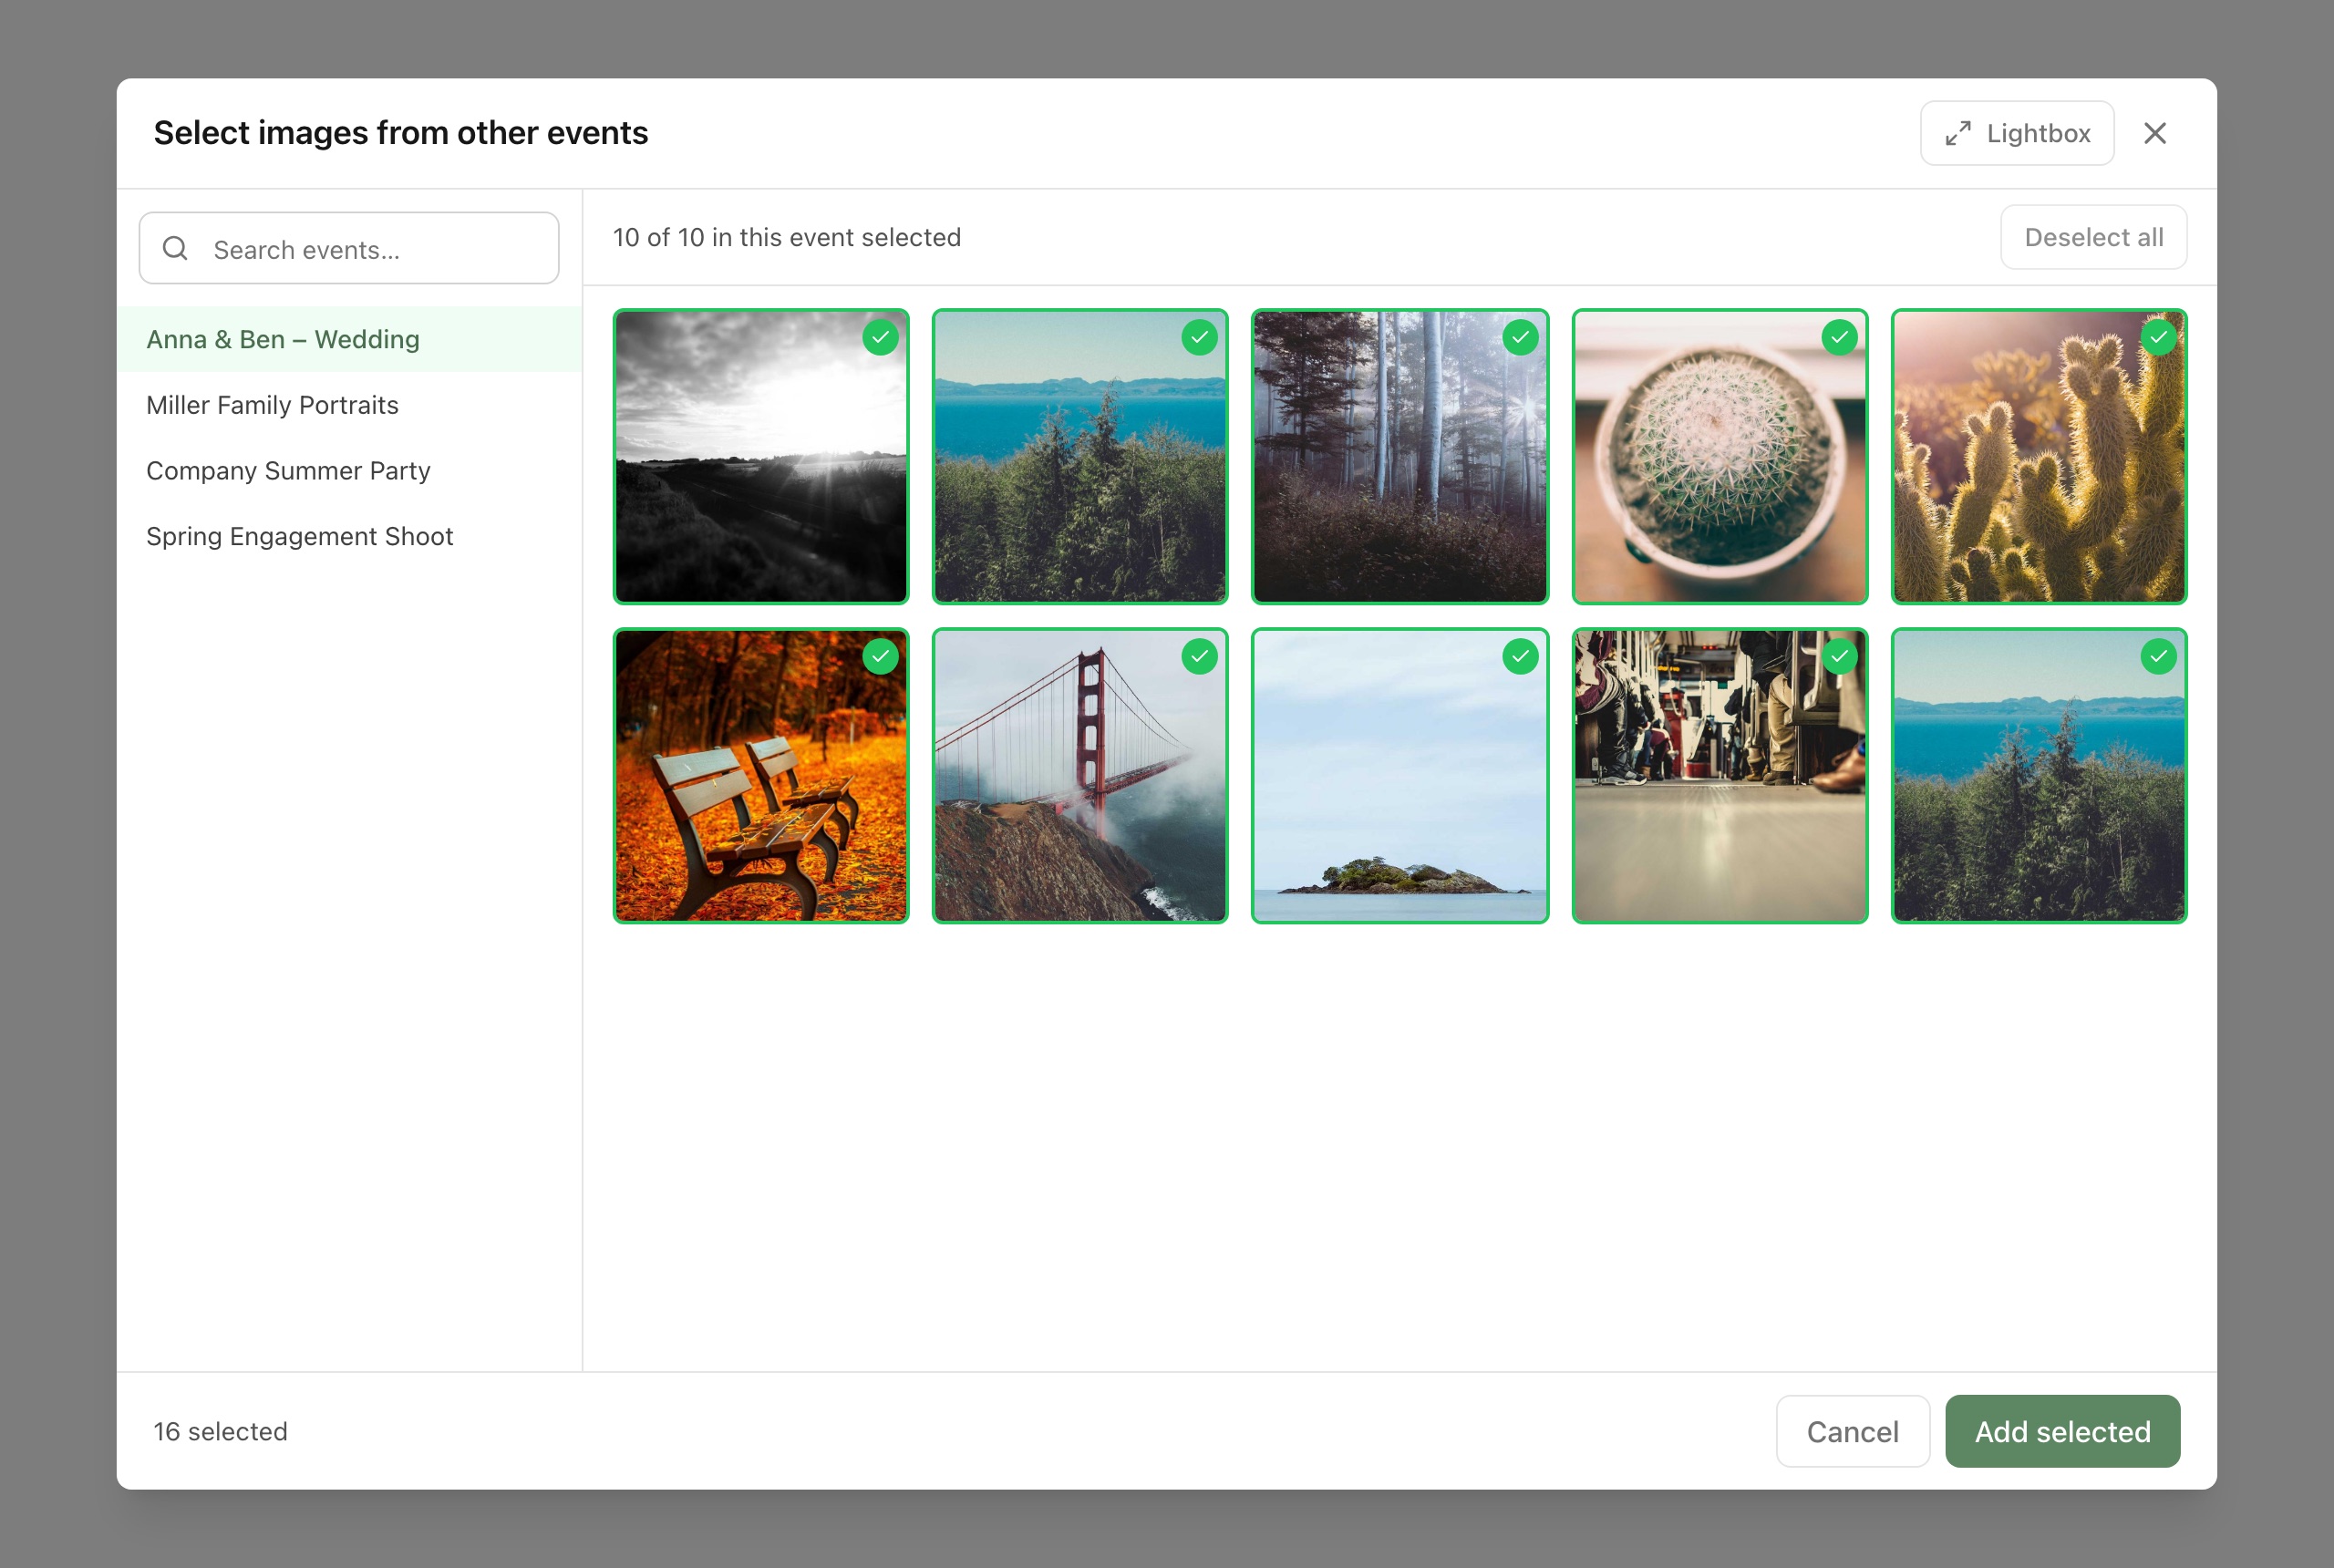 Select images from other events
Lightbox
Search events...
10 of 10 in this event selected
Deselect all
Anna & Ben – Wedding
Miller Family Portraits
Company Summer Party
Spring Engagement Shoot
16 selected
Cancel
Add selected